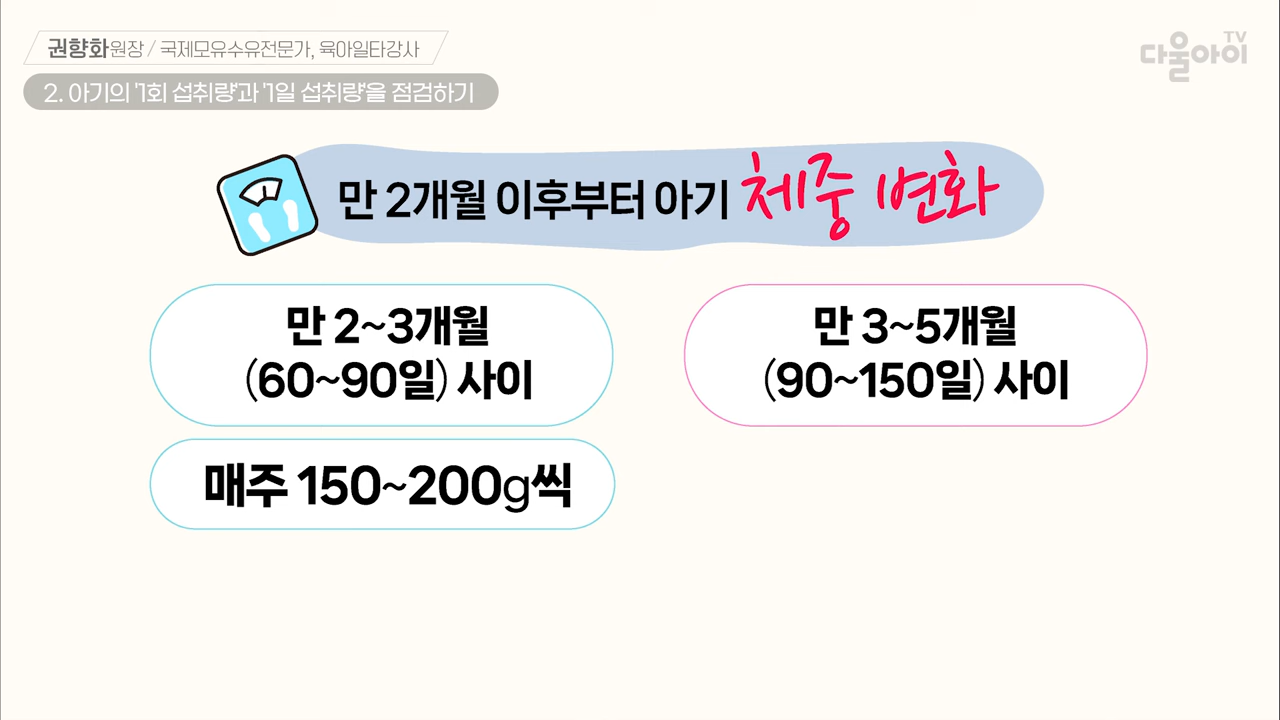 권향화원장 / 국제모유수유전문가, 육아일타강사
다울아이 TV
2. 아기의 '1회 섭취량'과 '1일 섭취량'을 점검하기
만 2개월 이후부터 아기 체중 변화
만 2~3개월
(60~90일) 사이
만 3~5개월
(90~150일) 사이
매주 150~200g씩